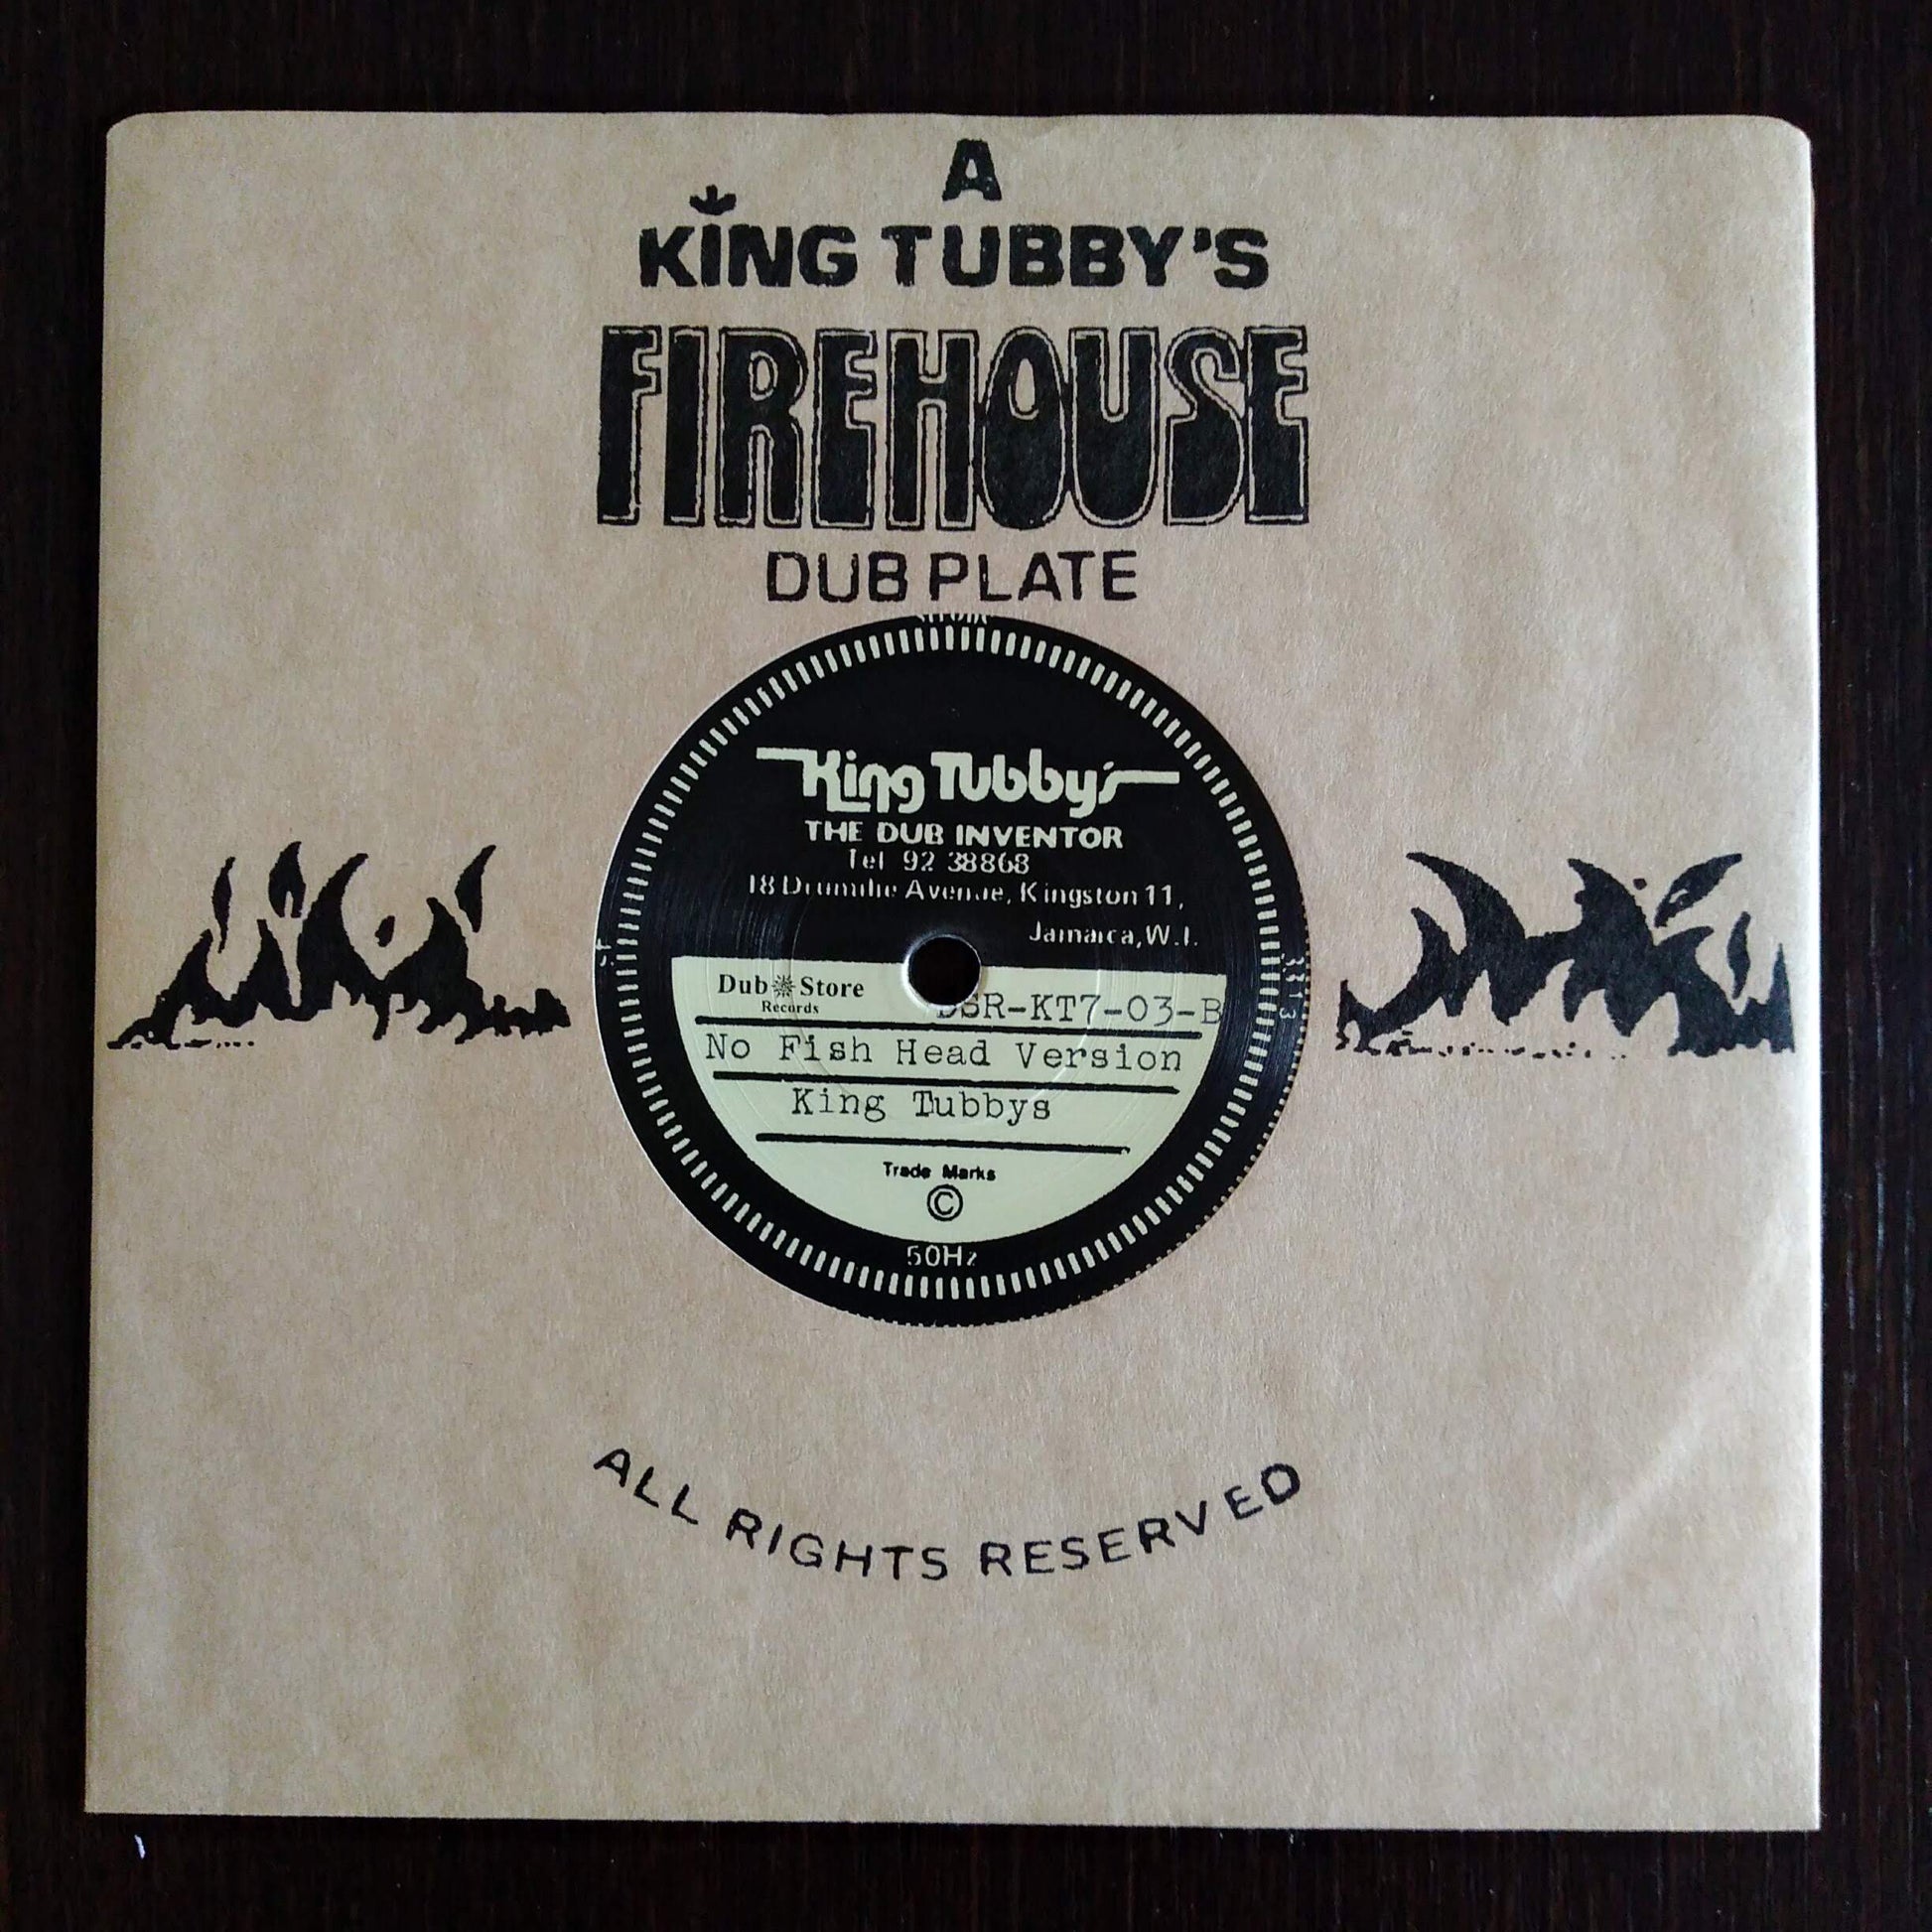 A
KING TUBBY'S
FIREHOUSE
DUB PLATE
King Tubby's
THE DUB INVENTOR
Tel 92 38868
18 Avenue, Kingston 11,
Jamaica, W.I.
Dub Store
Records
DSR-KT7-03-B
No Fish Head Version
King Tubbys
Trade Marks
©
50Hz
ALL RIGHTS RESERVED